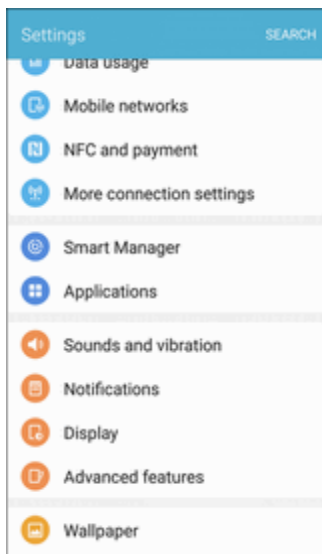 Settings
SEARCH
Data usage
Mobile networks
NFC and payment
More connection settings
Smart Manager
Applications
Sounds and vibration
Notifications
Display
Advanced features
Wallpaper